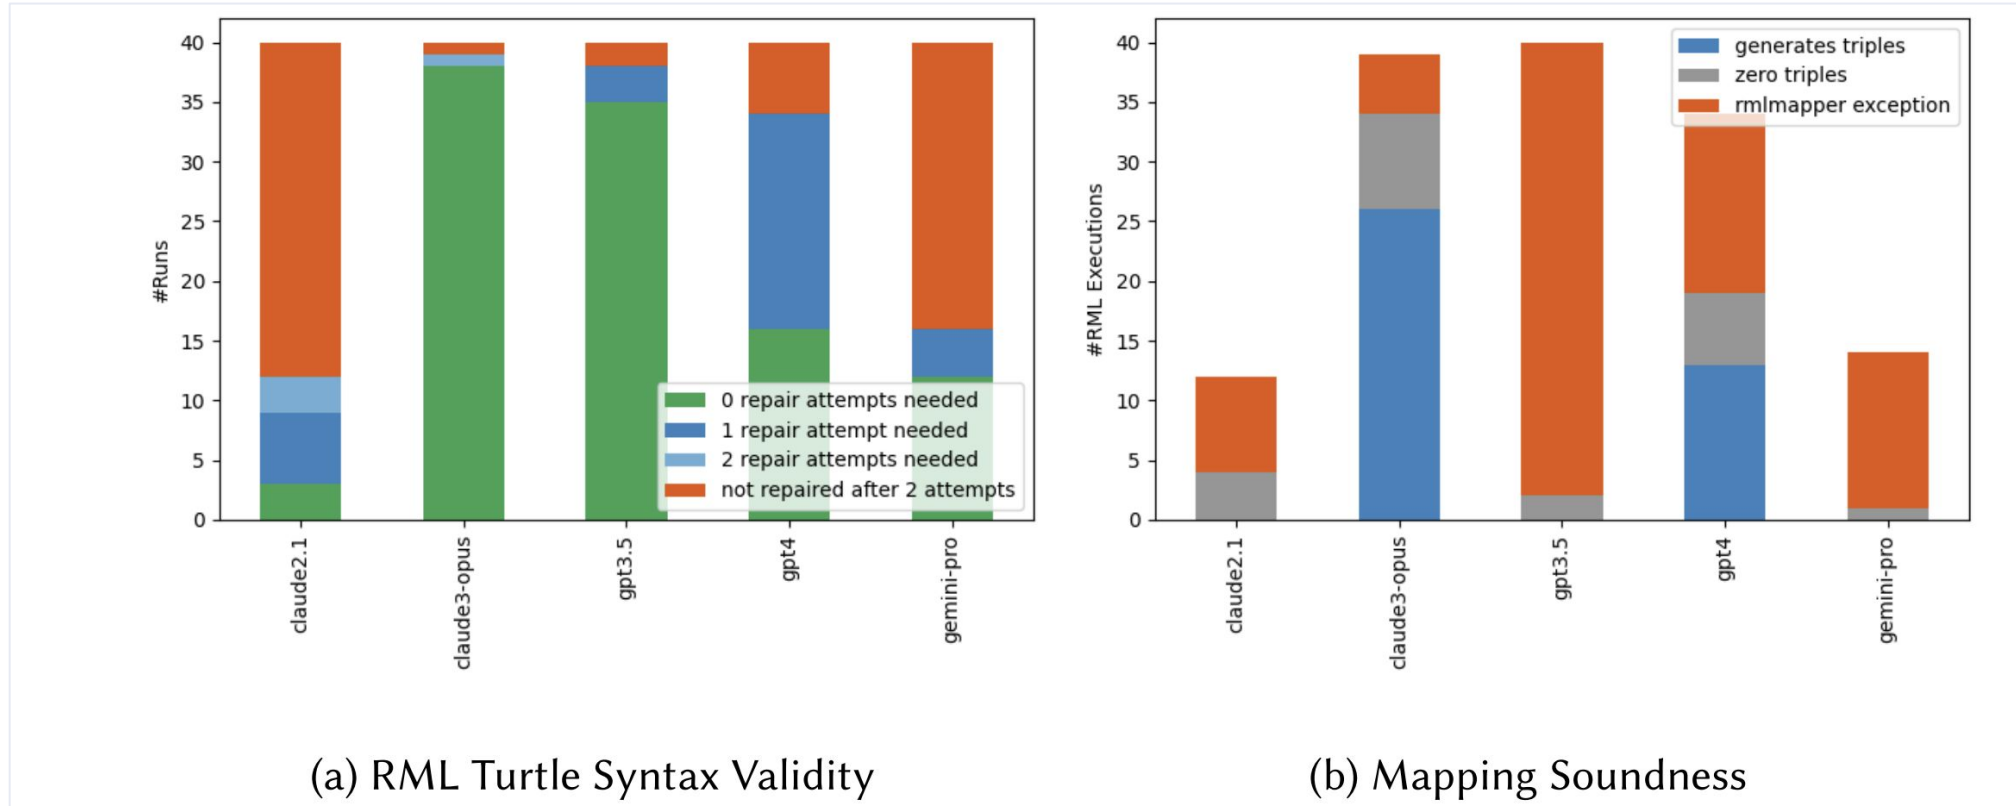 40
35
30
25
20
15
10
5
0
#Runs
0 repair attempts needed
1 repair attempt needed
2 repair attempts needed
not repaired after 2 attempts
claude2.1
claude3-opus
gpt3.5
gpt4
gemini-pro
(a) RML Turtle Syntax Validity
40
35
30
25
20
15
10
5
0
#RML Executions
generates triples
zero triples
rmlmapper exception
claude2.1
claude3-opus
gpt3.5
gpt4
gemini-pro
(b) Mapping Soundness